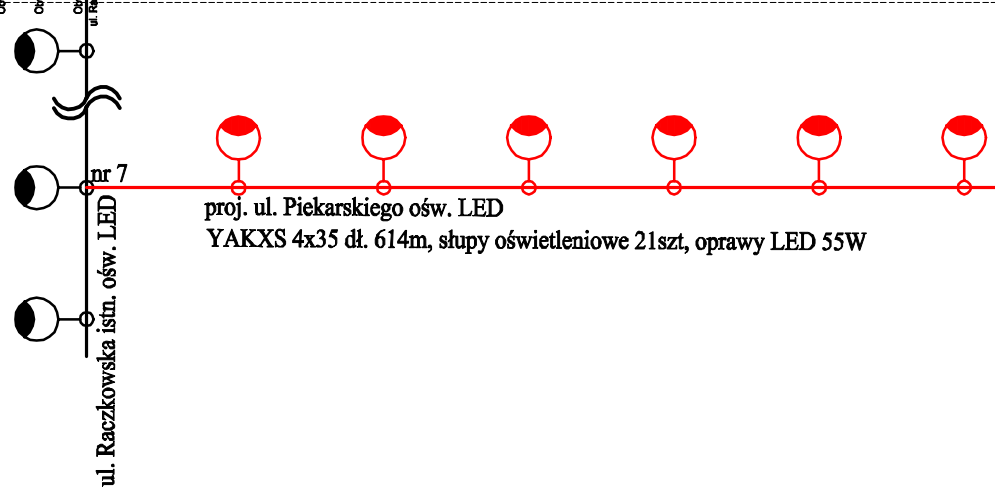 nr 7
proj. ul. Piekarskiego ośw. LED
YAKXS 4x35 dł. 614m, słupy oświetleniowe 21szt, oprawy LED 55W
ul. Raczkowska istn. ośw. LED